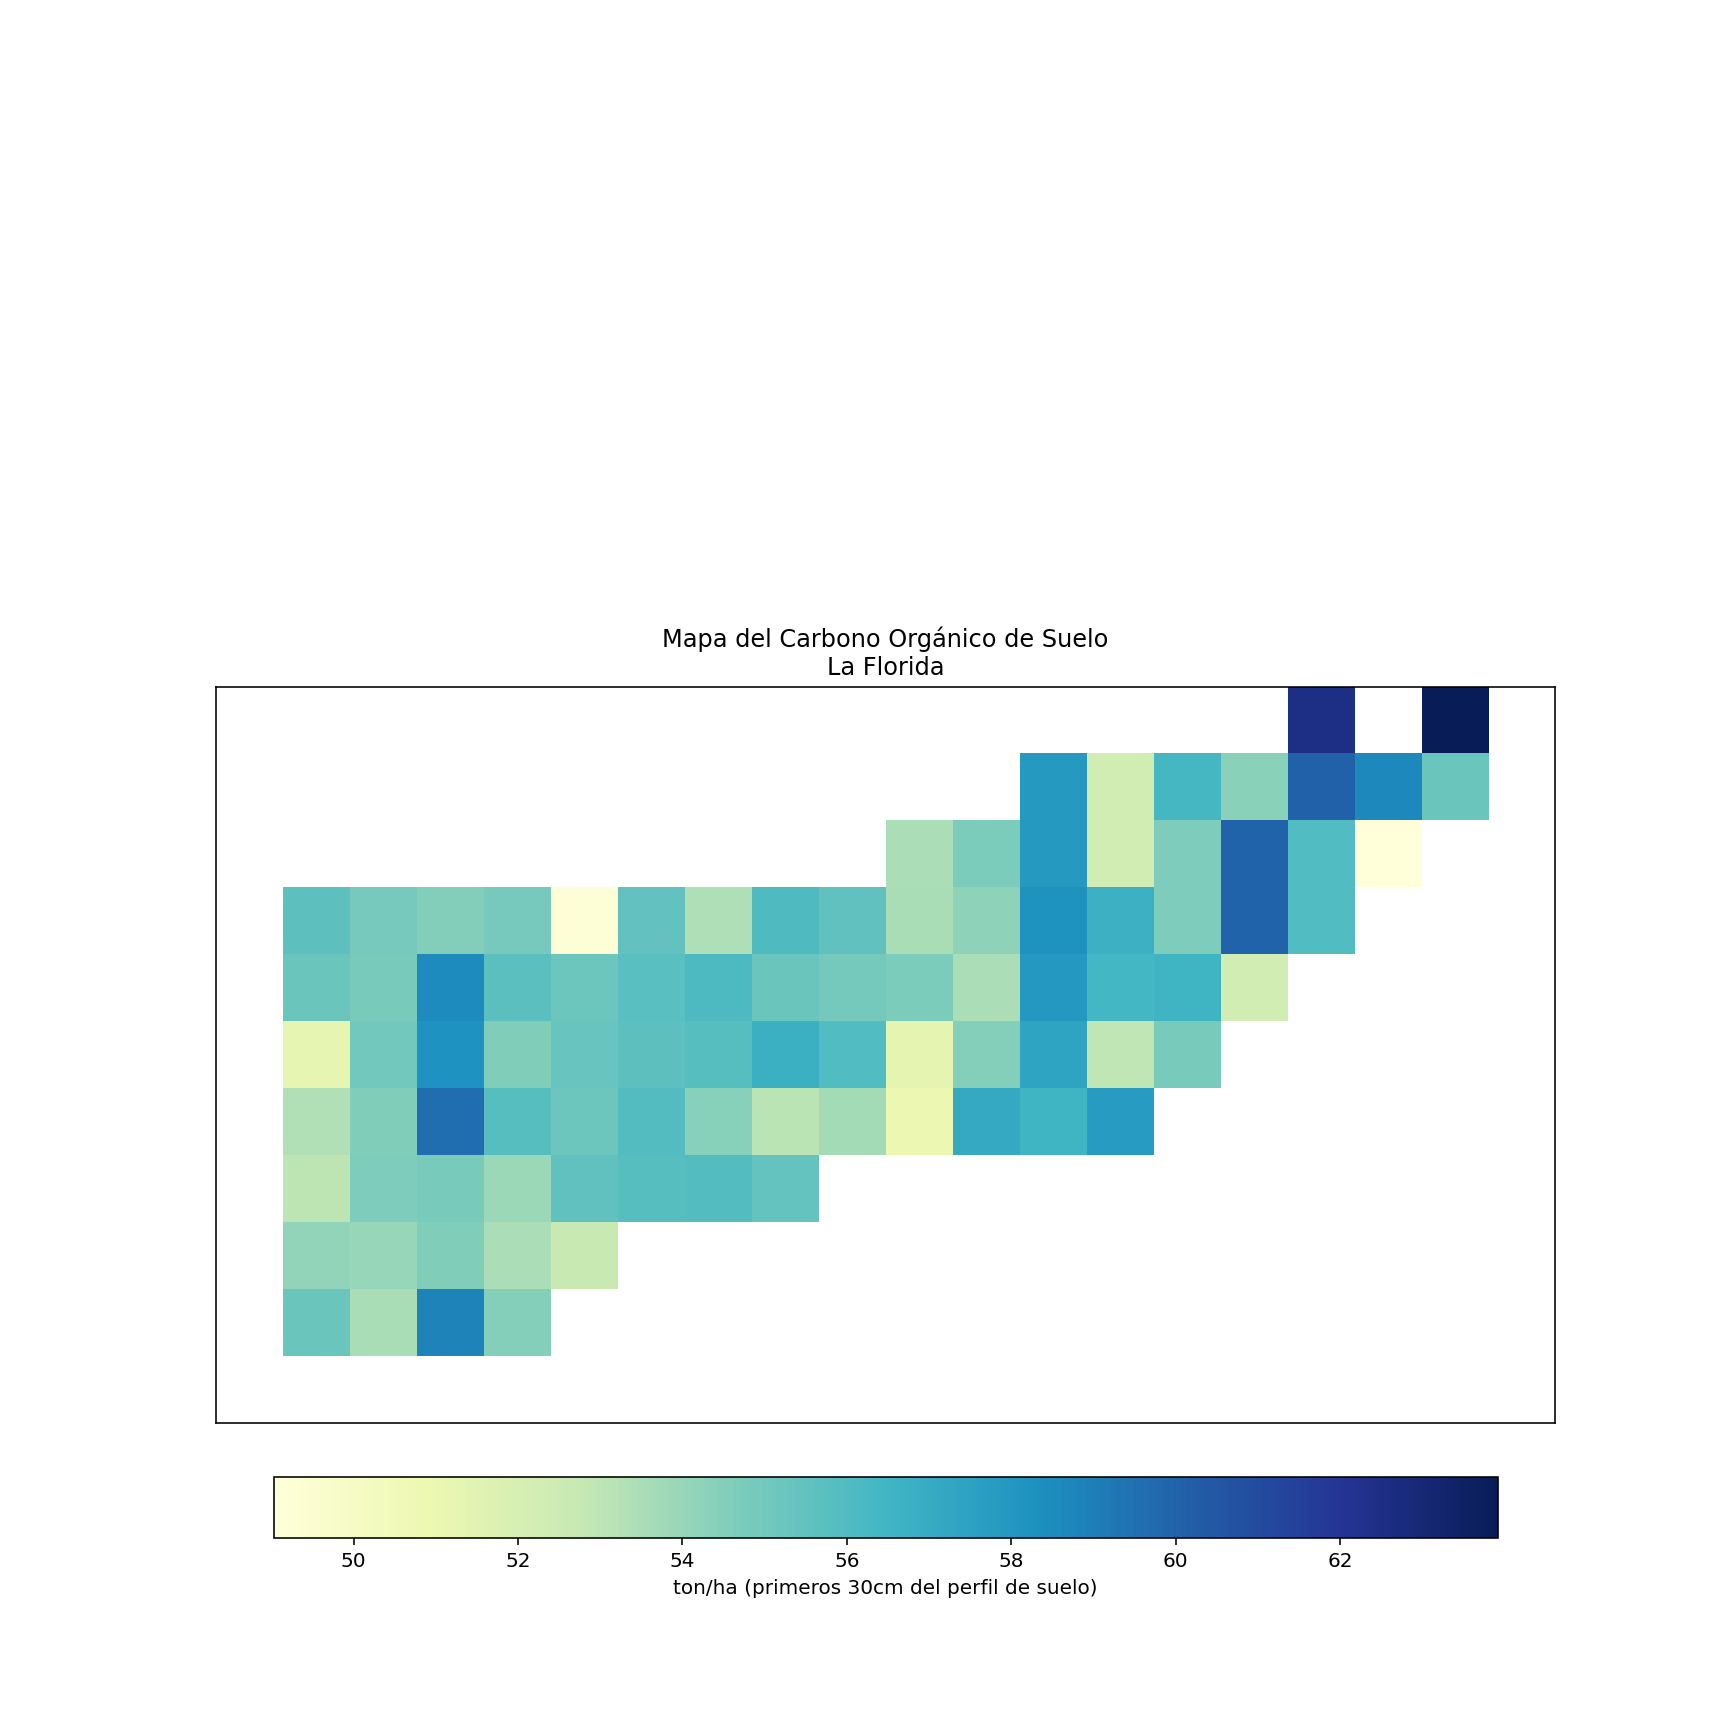 Mapa del Carbono Orgánico de Suelo
La Florida
50 52 54 56 58 60 62
ton/ha (primeros 30cm del perfil de suelo)